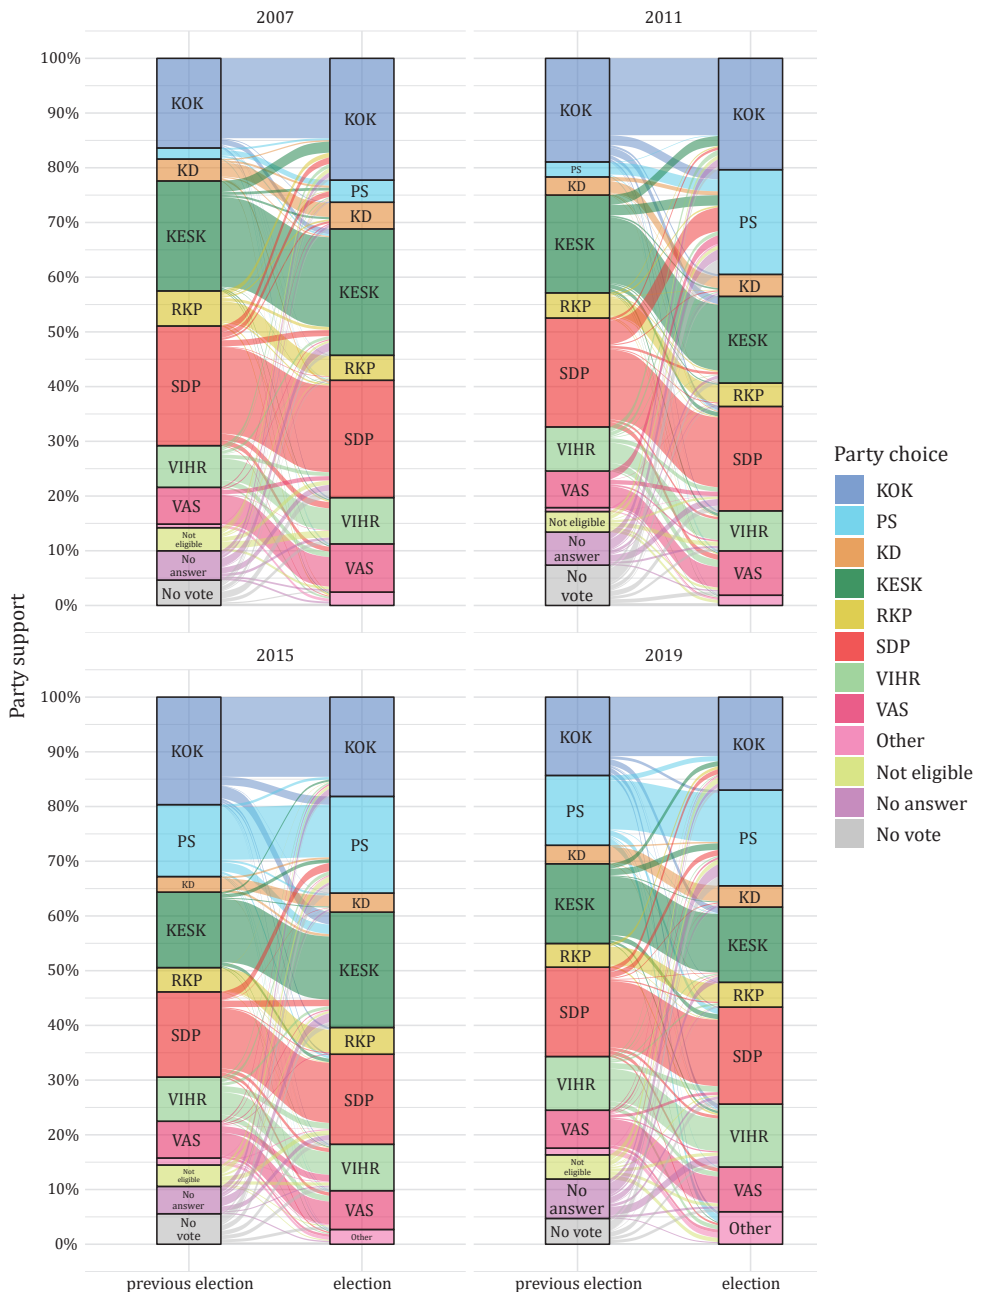 2007
2011
100%
90%
80%
70%
60%
50%
40%
30%
20%
10%
0%
KOK
KD
KESK
RKP
SDP
VIHR
VAS
Not
eligible
No
answer
No vote
KOK
PS
KD
KESK
RKP
SDP
VIHR
VAS
KOK
PS
KD
KESK
RKP
SDP
VIHR
VAS
Not eligible
No
answer
No
vote
KOK
PS
KD
KESK
RKP
SDP
VIHR
VAS
Party support
2015
2019
100%
90%
80%
70%
60%
50%
40%
30%
20%
10%
0%
KOK
PS
KD
KESK
RKP
SDP
VIHR
VAS
Not
eligible
No
answer
No
vote
KOK
PS
KD
KESK
RKP
SDP
VIHR
VAS
Other
KOK
PS
KD
KESK
RKP
SDP
VIHR
VAS
Not
eligible
No
answer
No vote
KOK
PS
KD
KESK
RKP
SDP
VIHR
VAS
Other
previous election
election
previous election
election
Party choice
KOK
PS
KD
KESK
RKP
SDP
VIHR
VAS
Other
Not eligible
No answer
No vote